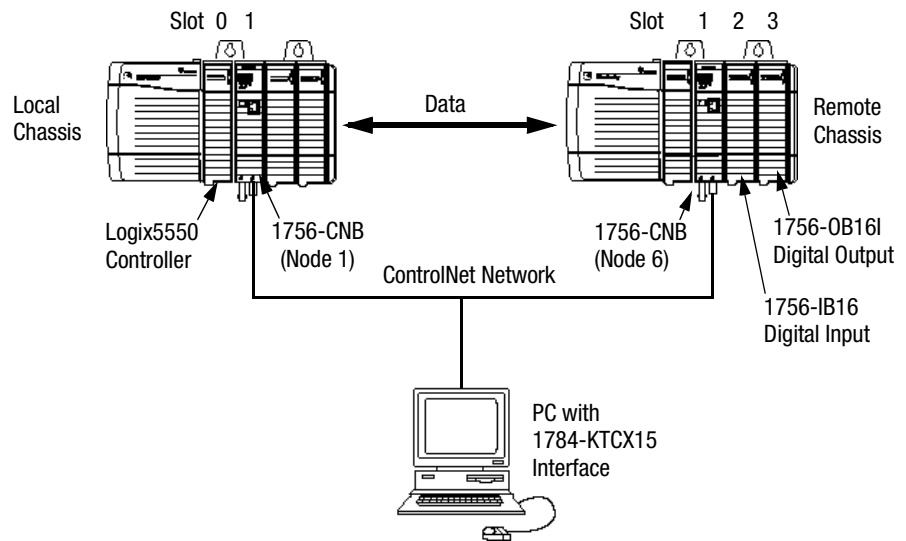 Slot 0 1
Slot 1 2 3
Local
Chassis
Data
Remote
Chassis
Logix5550
Controller
1756-CNB
(Node 1)
1756-CNB
(Node 6)
1756-OB16I
Digital Output
ControlNet Network
1756-IB16
Digital Input
PC with
1784-KTCX15
Interface